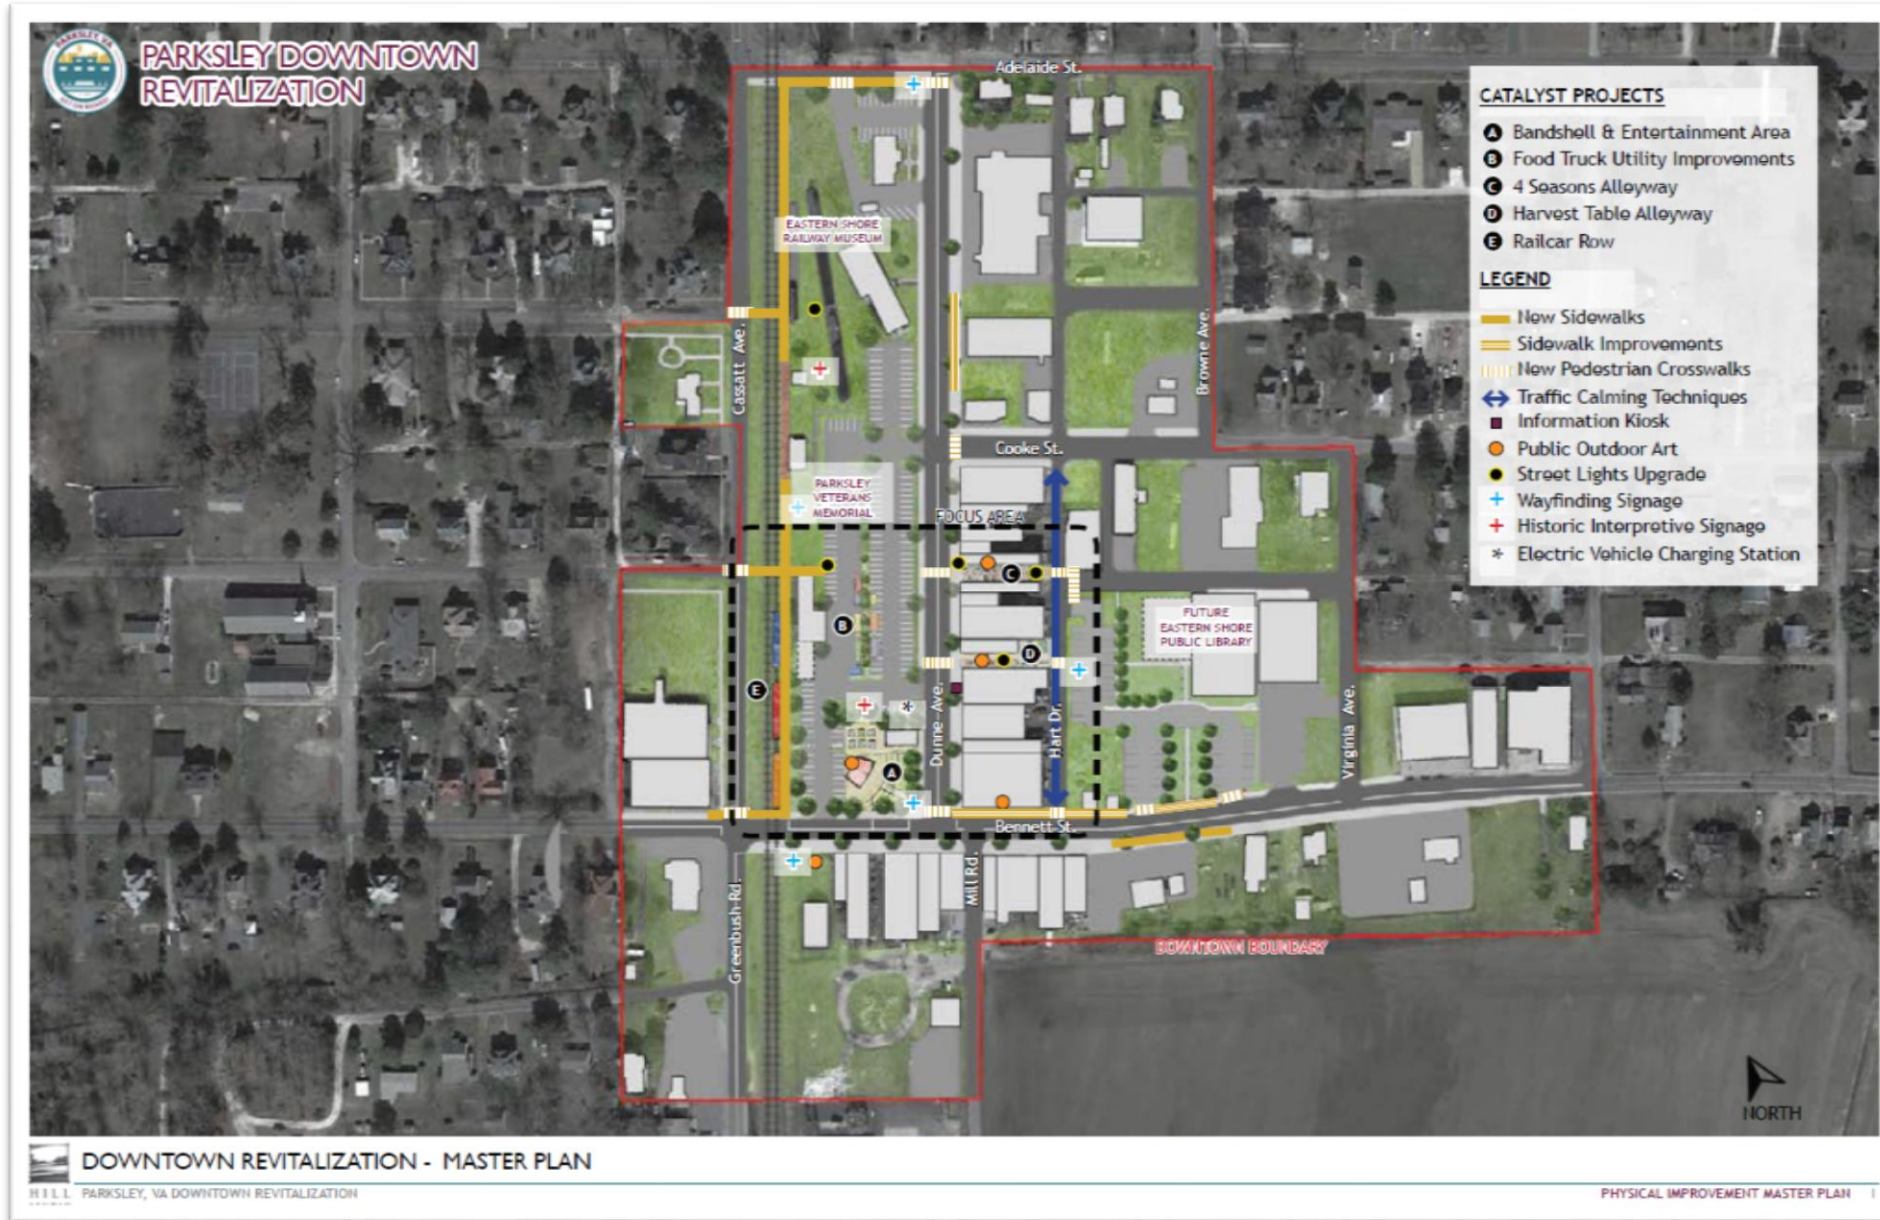 PARKSLEY, VA
PARKSLEY DOWNTOWN
REVITALIZATION
Adelaide St.
CATALYST PROJECTS
A Bandshell & Entertainment Area
B Food Truck Utility Improvements
C 4 Seasons Alleyway
D Harvest Table Alleyway
E Railcar Row
LEGEND
New Sidewalks
Sidewalk Improvements
New Pedestrian Crosswalks
Traffic Calming Techniques
Information Kiosk
Public Outdoor Art
Street Lights Upgrade
Wayfinding Signage
Historic Interpretive Signage
Electric Vehicle Charging Station
EASTERN SHORE
RAILWAY MUSEUM
Cassatt Ave.
Browne Ave.
Cooke St.
PARKSLEY
VETERANS
MEMORIAL
FOCUS AREA
C
B
FUTURE
EASTERN SHORE
PUBLIC LIBRARY
D
E
Dunne Ave.
Hart Dr.
Virginia Ave.
A
Bennett St.
Mill Rd.
Greenbush Rd.
DOWNTOWN BOUNDARY
NORTH
DOWNTOWN REVITALIZATION - MASTER PLAN
HILL
PARKSLEY, VA DOWNTOWN REVITALIZATION
PHYSICAL IMPROVEMENT MASTER PLAN